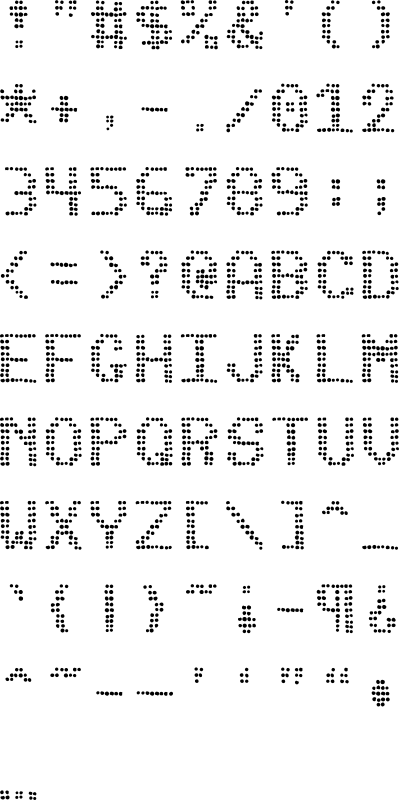 ! " # $ % & ' ( )
* + , - . / 0 1 2
3 4 5 6 7 8 9 : ;
< = > ? @ A B C D
E F G H I J K L M
N O P Q R S T U V
W X Y Z [ \ ] ^ _
` { | } ~ ¡ - ¶ ¿
^ ~ – — ' ‘ " “ •
…